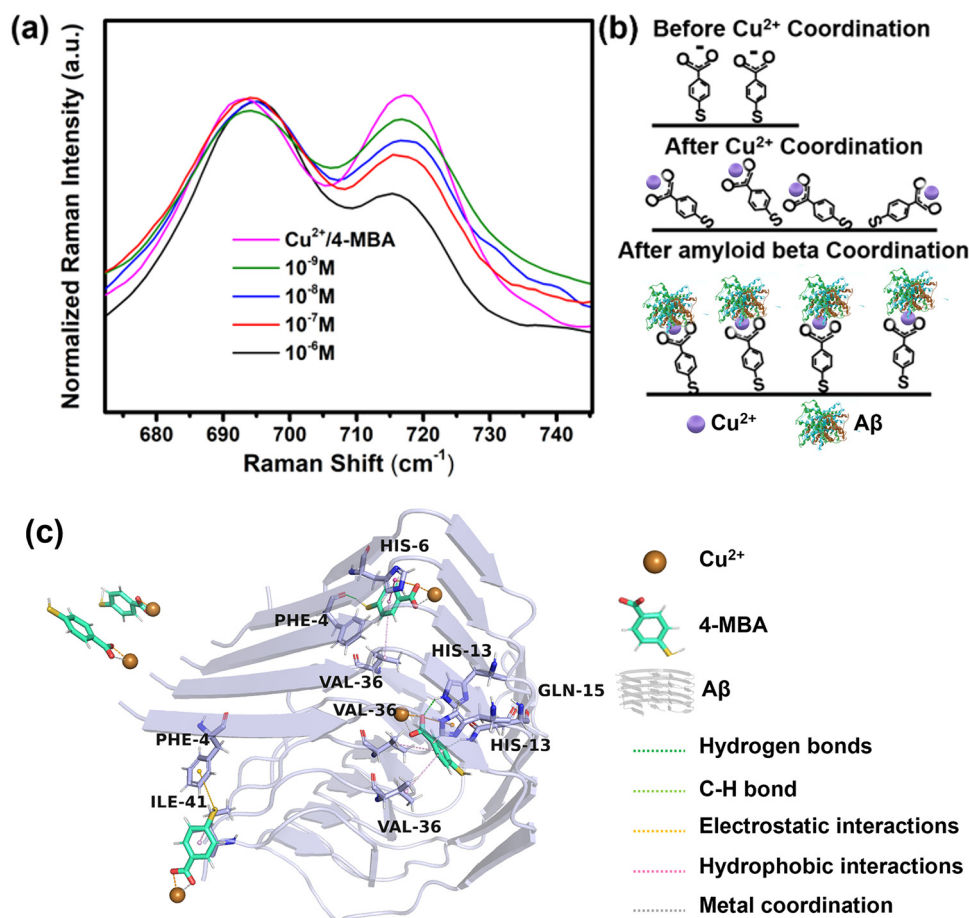 (a)
Normalized Raman Intensity (a.u.)
Cu²⁺/4-MBA
10⁻⁹M
10⁻⁸M
10⁻⁷M
10⁻⁶M
680 690 700 710 720 730 740
Raman Shift (cm⁻¹)
(b)
Before Cu²⁺ Coordination
O O O O
S S
After Cu²⁺ Coordination
O O O O O O O O
S S S S
After amyloid beta Coordination
O O O O O O O O
S S S S
Cu²⁺ Aβ
(c)
HIS-6
PHE-4
VAL-36
HIS-13
VAL-36
GLN-15
HIS-13
PHE-4
ILE-41
VAL-36
Cu²⁺
4-MBA
Aβ
Hydrogen bonds
C-H bond
Electrostatic interactions
Hydrophobic interactions
Metal coordination